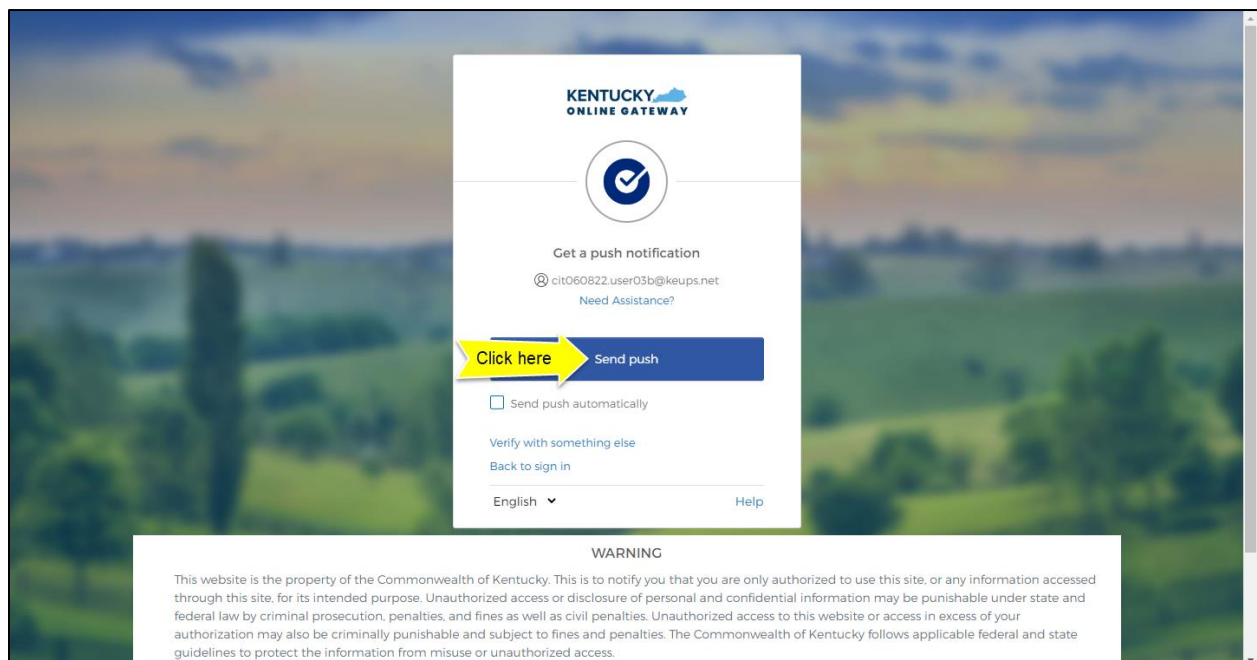 KENTUCKY
ONLINE GATEWAY
Get a push notification
cit060822.user03b@keups.net
Need Assistance?
Click here
Send push
Send push automatically
Verify with something else
Back to sign in
English Help
WARNING
This website is the property of the Commonwealth of Kentucky. This is to notify you that you are only authorized to use this site, or any information accessed
through this site, for its intended purpose. Unauthorized access or disclosure of personal and confidential information may be punishable under state and
federal law by criminal prosecution, penalties, and fines as well as civil penalties. Unauthorized access to this website or access in excess of your
authorization may also be criminally punishable and subject to fines and penalties. The Commonwealth of Kentucky follows applicable federal and state
guidelines to protect the information from misuse or unauthorized access.